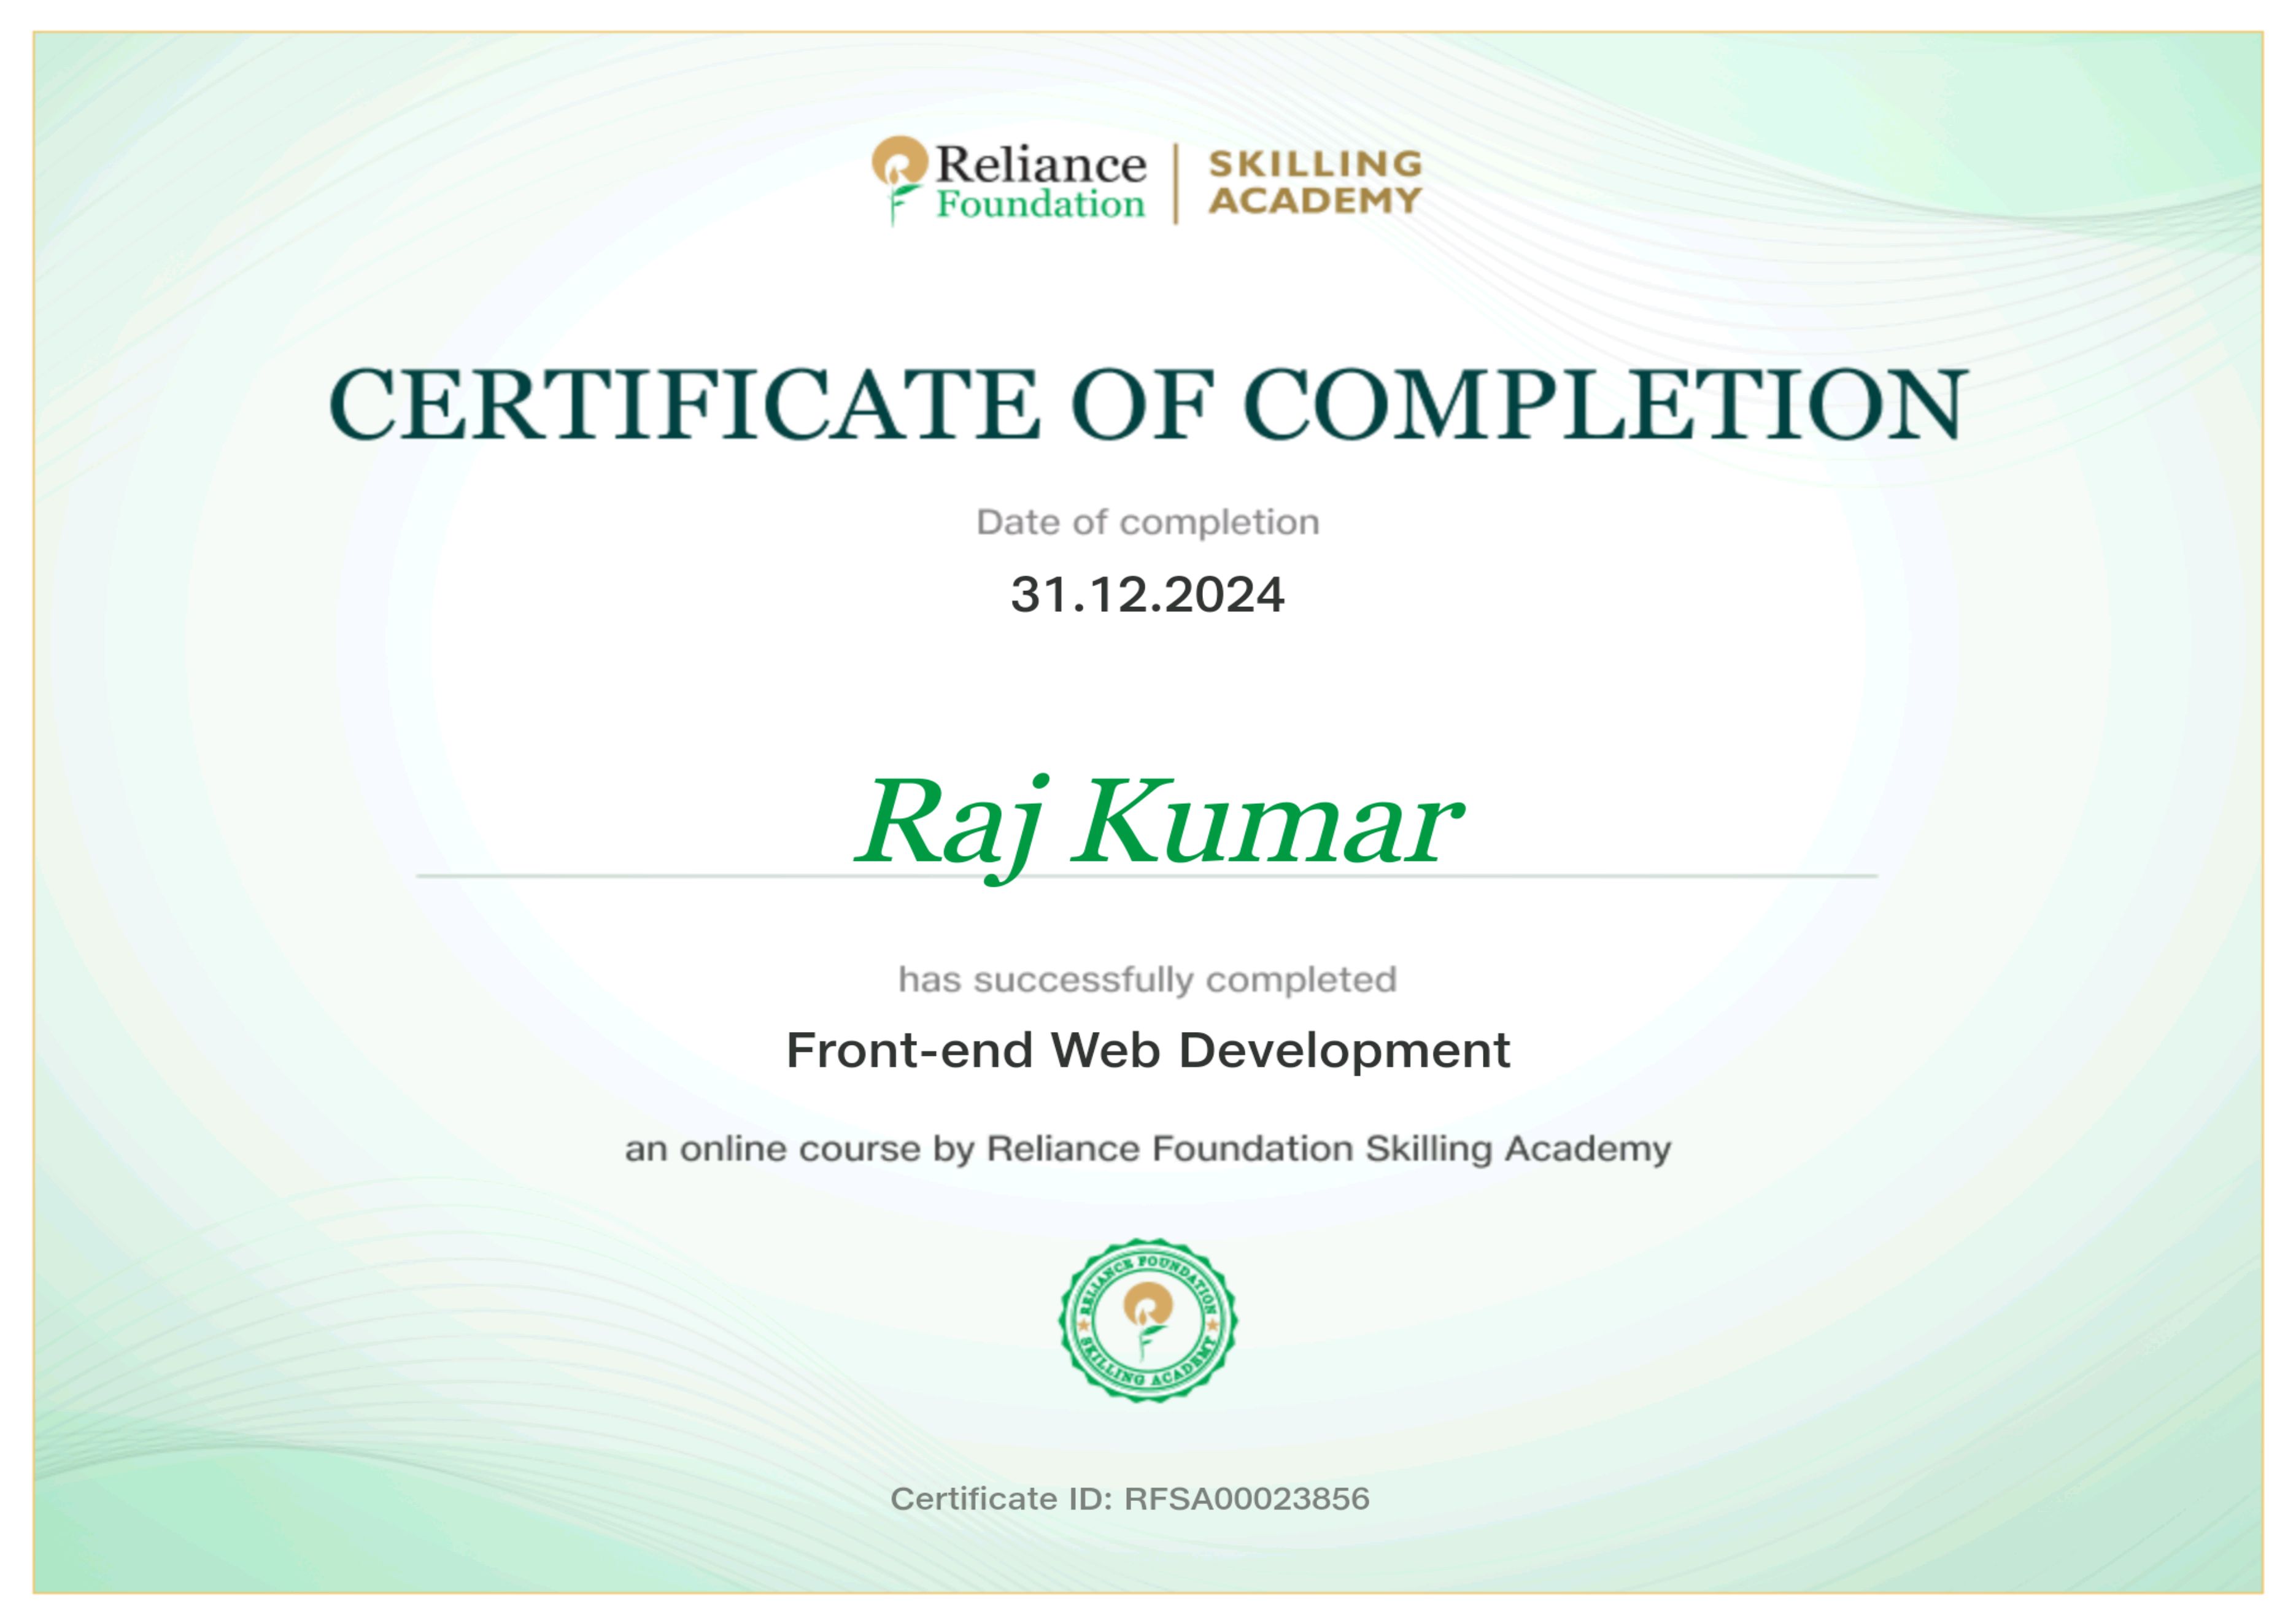 Reliance
Foundation
SKILLING
ACADEMY
CERTIFICATE OF COMPLETION
Date of completion
31.12.2024
Raj Kumar
has successfully completed
Front-end Web Development
an online course by Reliance Foundation Skilling Academy
RELIANCE FOUNDATION
SKILLING ACADEMY
Certificate ID: RFSA00023856